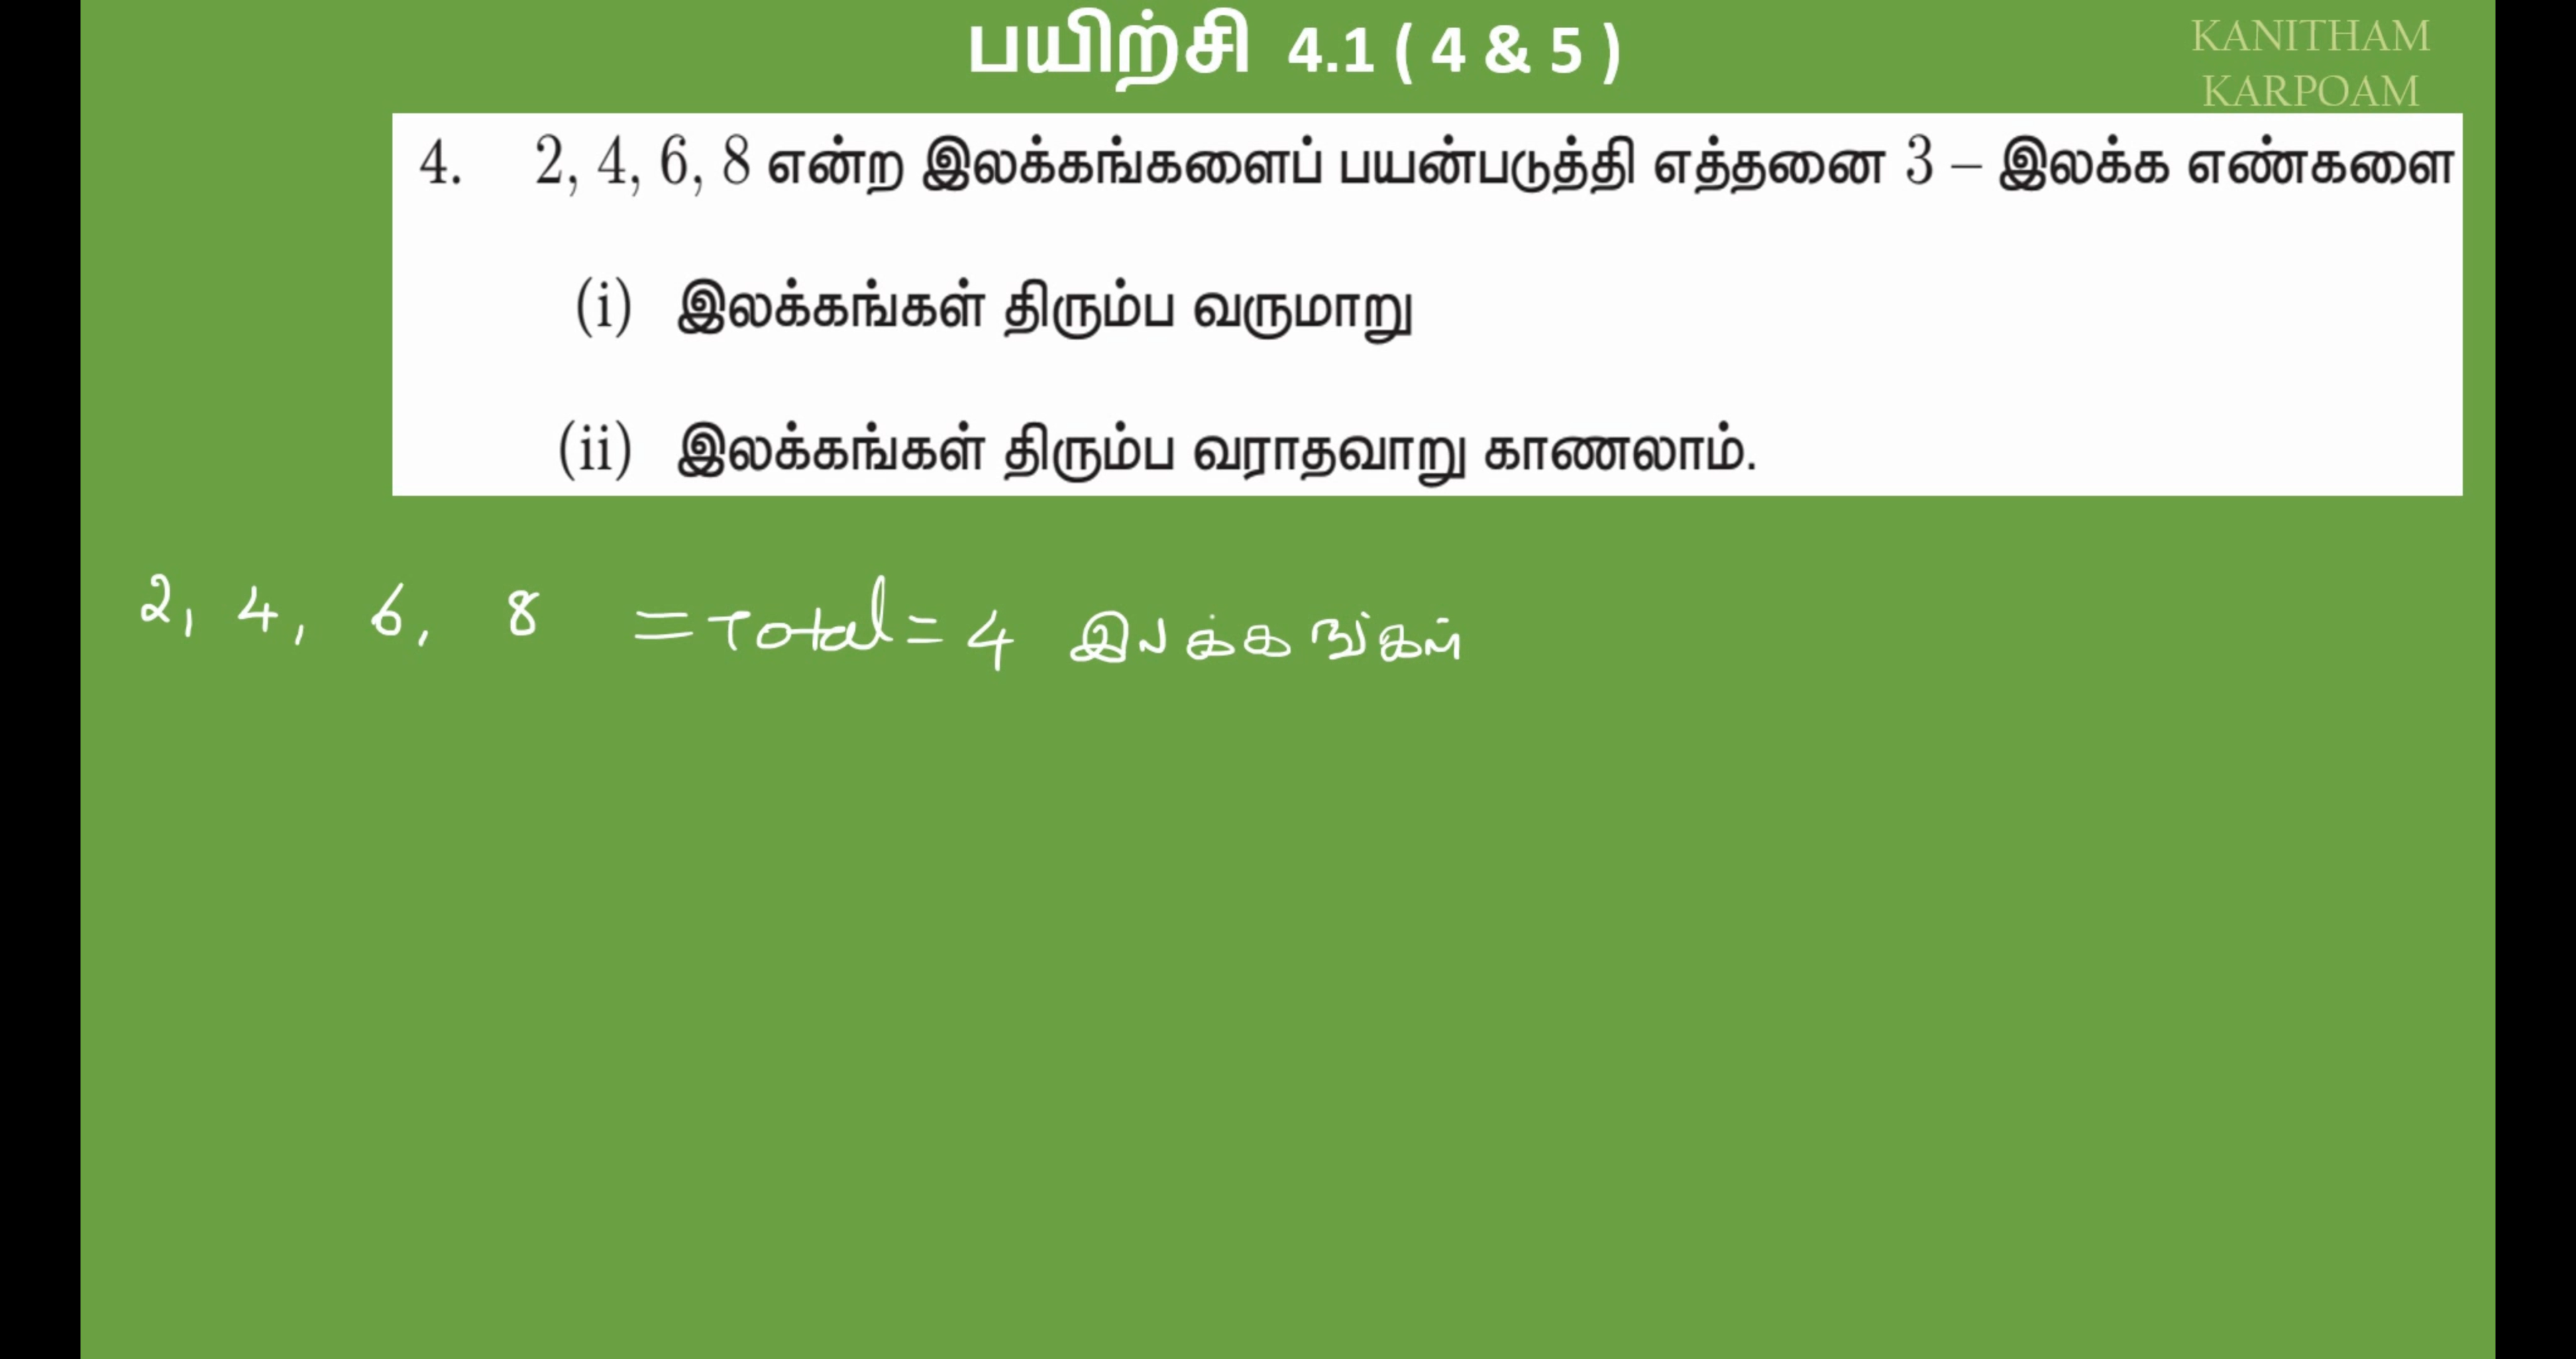 பயிற்சி 4.1 ( 4 & 5 )
KANITHAM
KARPOAM
4. 2, 4, 6, 8 என்ற இலக்கங்களைப் பயன்படுத்தி எத்தனை 3 – இலக்க எண்களை
(i) இலக்கங்கள் திரும்ப வருமாறு
(ii) இலக்கங்கள் திரும்ப வராதவாறு காணலாம்.
2, 4, 6, 8 = Total = 4 இலக்கங்கள்